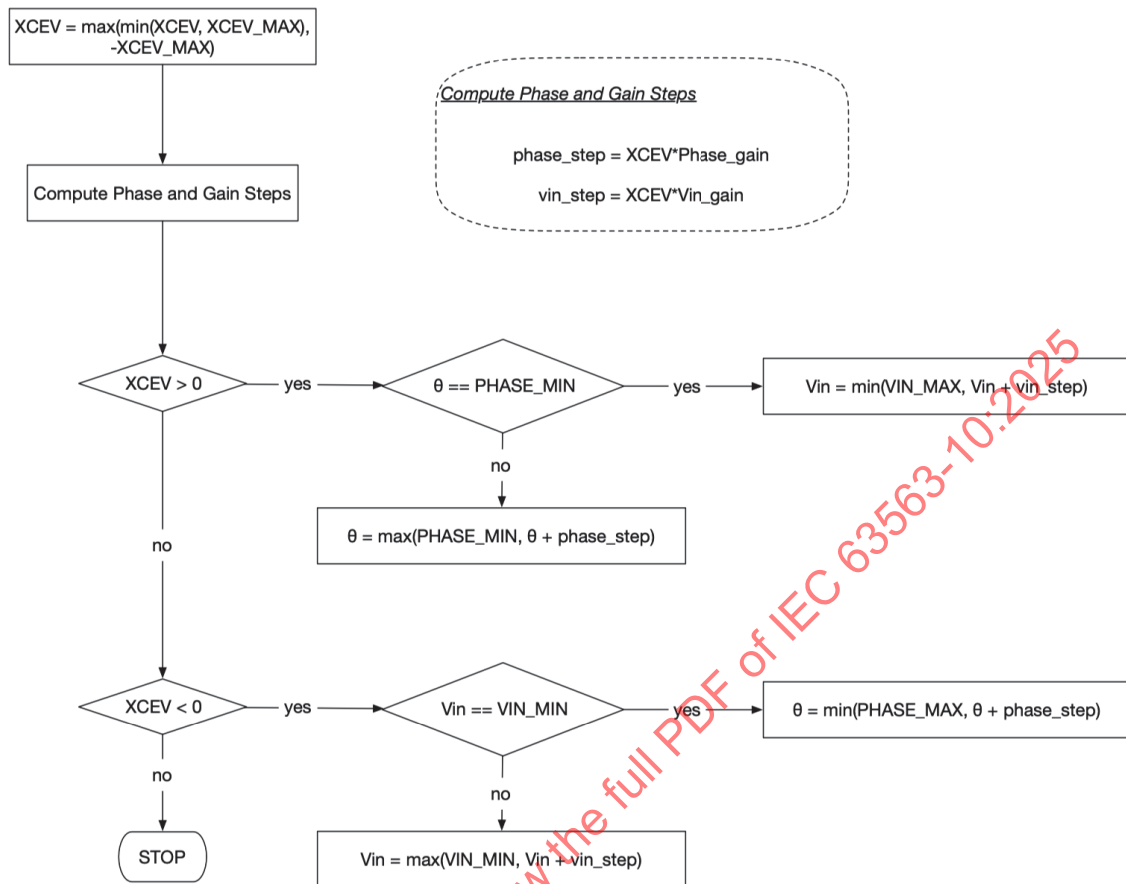 XCEV = max(min(XCEV, XCEV_MAX),
-XCEV_MAX)
Compute Phase and Gain Steps
phase_step = XCEV*Phase_gain
vin_step = XCEV*Vin_gain
Compute Phase and Gain Steps
XCEV > 0
yes
θ == PHASE_MIN
yes
Vin = min(VIN_MAX, Vin + vin_step)
no
θ = max(PHASE_MIN, θ + phase_step)
no
XCEV < 0
yes
Vin == VIN_MIN
yes
θ = min(PHASE_MAX, θ + phase_step)
no
no
STOP
Vin = max(VIN_MIN, Vin + vin_step)
w the full PDF of IEC 63563-10:2025